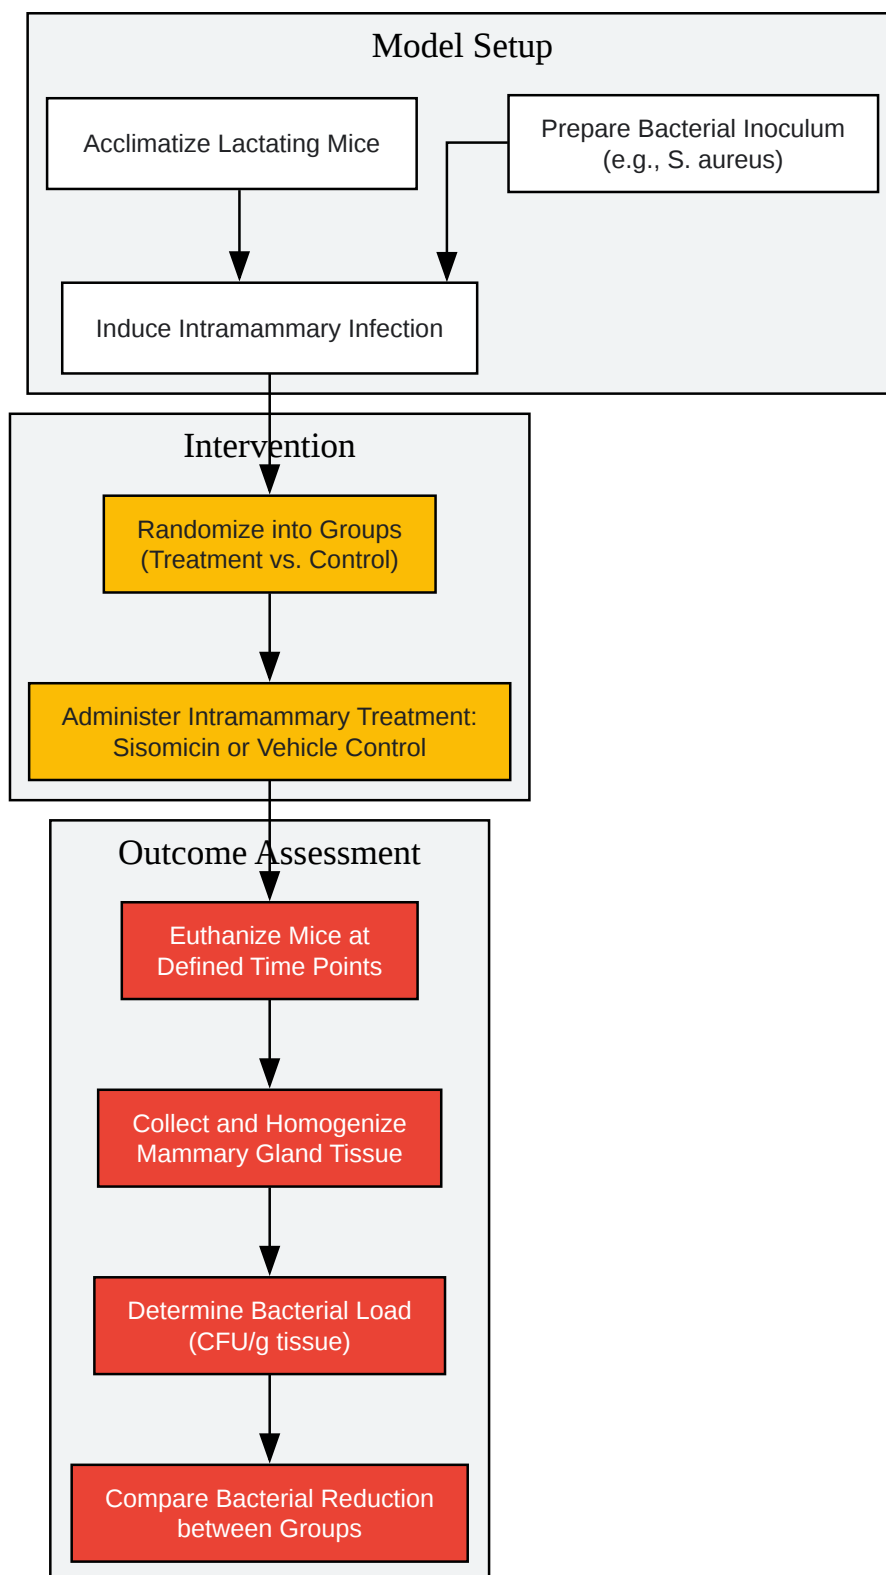 Model Setup
Acclimatize Lactating Mice
Prepare Bacterial Inoculum
(e.g., S. aureus)
Induce Intramammary Infection
Intervention
Randomize into Groups
(Treatment vs. Control)
Administer Intramammary Treatment:
Sisomicin or Vehicle Control
Outcome Assessment
Euthanize Mice at
Defined Time Points
Collect and Homogenize
Mammary Gland Tissue
Determine Bacterial Load
(CFU/g tissue)
Compare Bacterial Reduction
between Groups